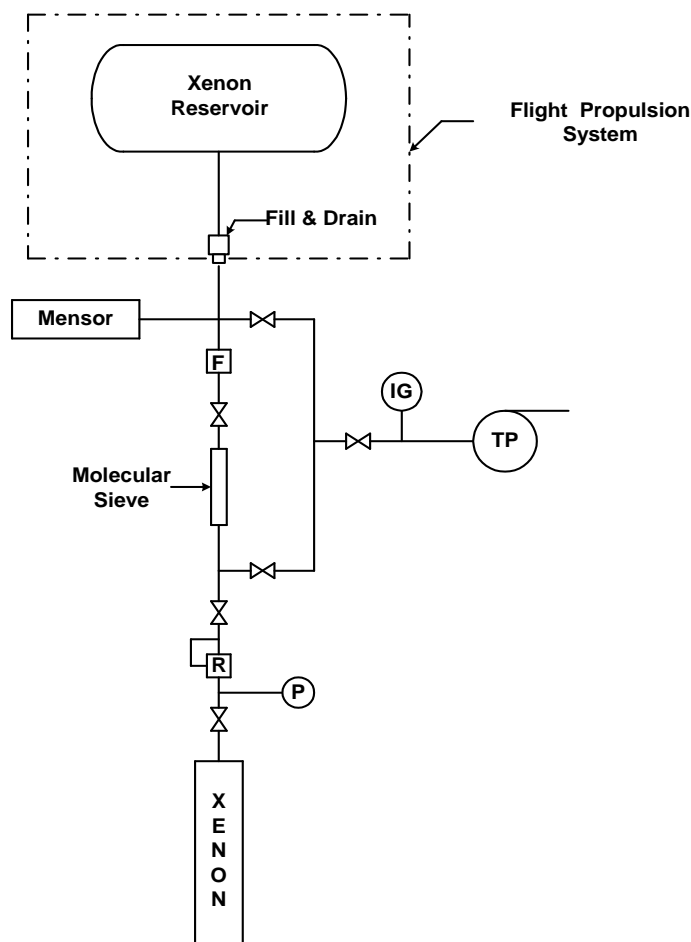 Xenon
Reservoir
Flight Propulsion
System
Fill & Drain
Mensor
F
IG
TP
Molecular
Sieve
R
P
X
E
N
O
N